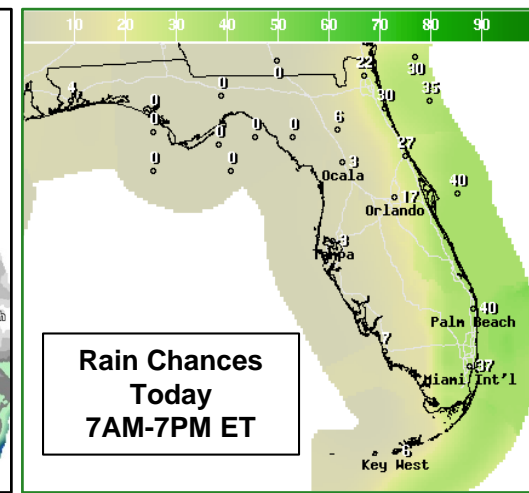 10 20 30 40 50 60 70 80 90
30
22
0
4 0 0 35
0 30
0 0 0 0 6
27
0 0 3
Ocala
40
17
Orlando
3
Tampa
40
Palm Beach
7
37
Miami Int'l
Rain Chances
Today
7AM-7PM ET
6
Key West